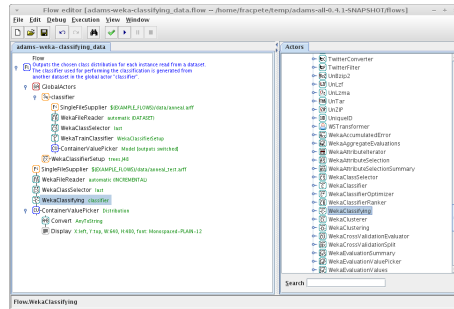 Flow editor [adams-weka-classifying_data.flow -- /home/fracpete/temp/adams-all-0.4.1-SNAPSHOT/flows]
File Edit Debug Execution View Window
adams-weka-classifying_data
Flow
Outputs the chosen class distribution for each instance read from a dataset.
The classifier used for performing the classification is generated from
another dataset in the global actor "classifier".
GlobalActors
classifier
SingleFileSupplier ${EXAMPLE_FLOWS}/data/anneal.arff
WekaFileReader automatic (DATASET)
WekaClassSelector last
WekaTrainClassifier WekaClassifierSetup
ContainerValuePicker Model [outputs switched]
WekaClassifierSetup trees.J48
SingleFileSupplier ${EXAMPLE_FLOWS}/data/anneal_test.arff
WekaFileReader automatic (INCREMENTAL)
WekaClassSelector last
WekaClassifying classifier
ContainerValuePicker Distribution
Convert AnyToString
Display X:left, Y:top, W:640, H:480, font: Monospaced-PLAIN-12
Actors
TwitterConverter
TwitterFilter
UnBzip2
UnLzf
UnLzma
UnTar
UnZIP
UniqueID
WSTransformer
WekaAccumulatedError
WekaAggregateEvaluations
WekaAttributeIterator
WekaAttributeSelection
WekaAttributeSelectionSummary
WekaClassSelector
WekaClassifier
WekaClassifierOptimizer
WekaClassifierRanker
WekaClassifying
WekaClusterer
WekaClustering
WekaCrossValidationEvaluator
WekaCrossValidationSplit
WekaEvaluationSummary
WekaEvaluationValuePicker
WekaEvaluationValues
Search
Flow.WekaClassifying